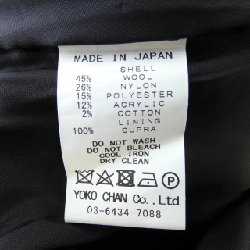 MADE IN JAPAN
SHELL
45% WOOL
26% NYLON
15% POLYESTER
12% ACRYLIC
2% COTTON
LINING
100% CUPRA
DO NOT WASH
DO NOT BLEACH
COOL IRON
DRY CLEAN
YOKO CHAN Co., Ltd
03-6434-7088